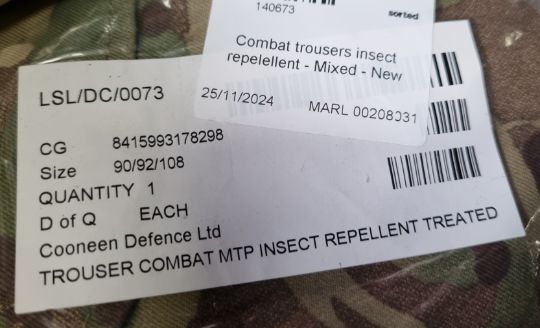 140673
sorted
Combat trousers insect
repelellent - Mixed - New
25/11/2024 MARL 00208031
LSL/DC/0073
CG 8415993178298
Size 90/92/108
QUANTITY 1
D of Q EACH
Cooneen Defence Ltd
TROUSER COMBAT MTP INSECT REPELLENT TREATED